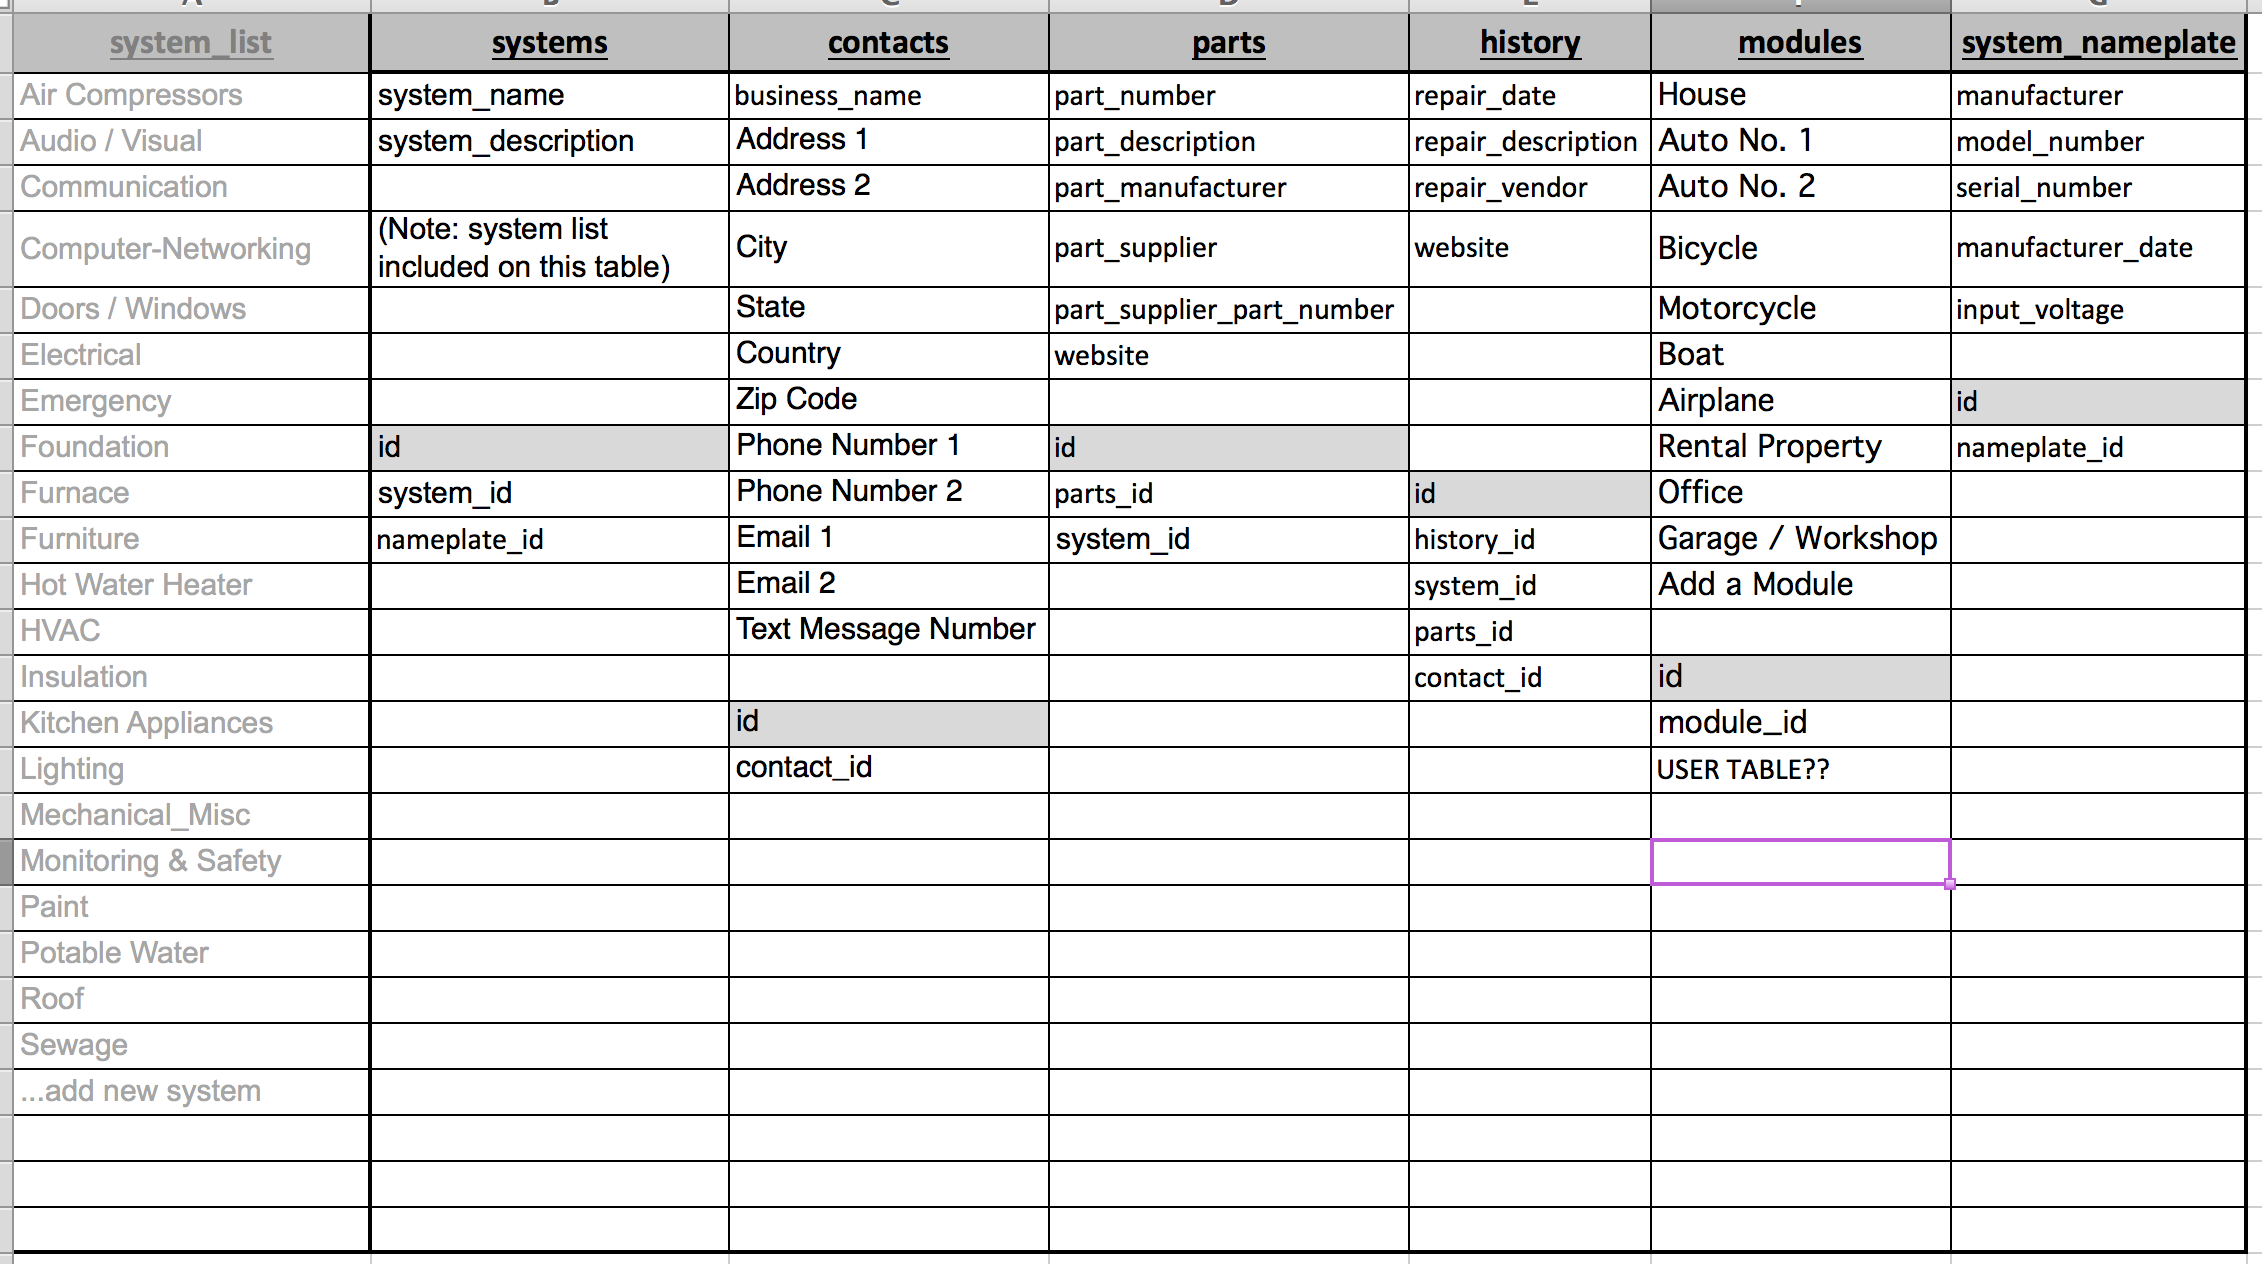 system_list systems contacts parts history modules system_nameplate
Air Compressors system_name business_name part_number repair_date House manufacturer
Audio / Visual system_description Address 1 part_description repair_description Auto No. 1 model_number
Communication Address 2 part_manufacturer repair_vendor Auto No. 2 serial_number
Computer-Networking (Note: system list included on this table) City part_supplier website Bicycle manufacturer_date
Doors / Windows State part_supplier_part_number Motorcycle input_voltage
Electrical Country website Boat
Emergency Zip Code Airplane id
Foundation id Phone Number 1 id Rental Property nameplate_id
Furnace system_id Phone Number 2 parts_id id Office
Furniture nameplate_id Email 1 system_id history_id Garage / Workshop
Hot Water Heater Email 2 system_id Add a Module
HVAC Text Message Number parts_id
Insulation contact_id id
Kitchen Appliances id module_id
Lighting contact_id USER TABLE??
Mechanical_Misc
Monitoring & Safety
Paint
Potable Water
Roof
Sewage
...add new system